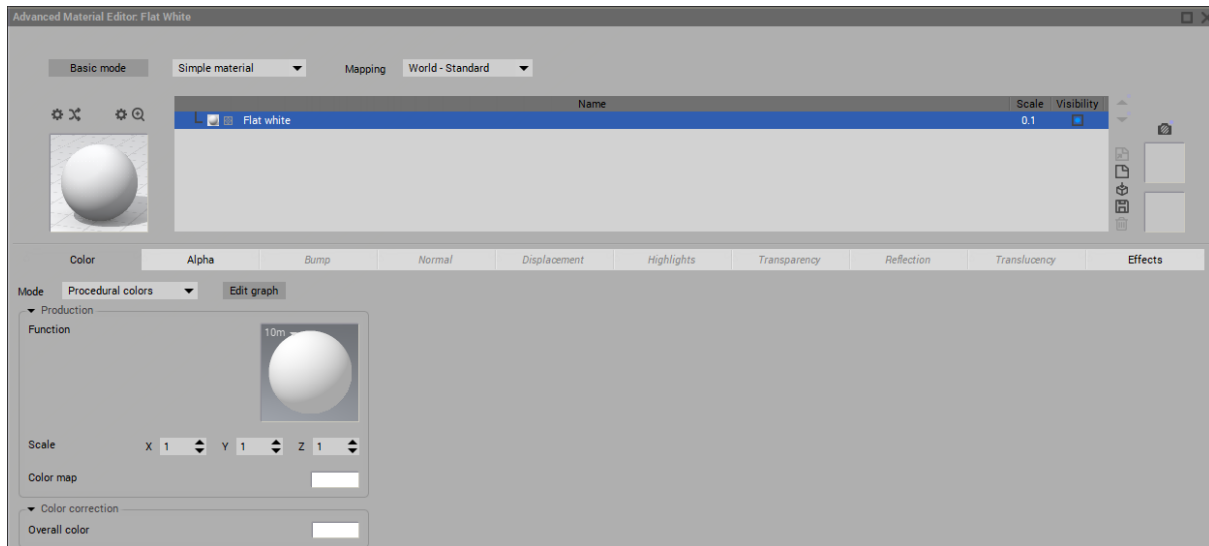 Advanced Material Editor: Flat White
Basic mode Simple material Mapping World - Standard
Name Scale Visibility
Flat white 0.1
Color Alpha Bump Normal Displacement Highlights Transparency Reflection Translucency Effects
Mode Procedural colors Edit graph
Production
Function 10m
Scale X 1 Y 1 Z 1
Color map
Color correction
Overall color